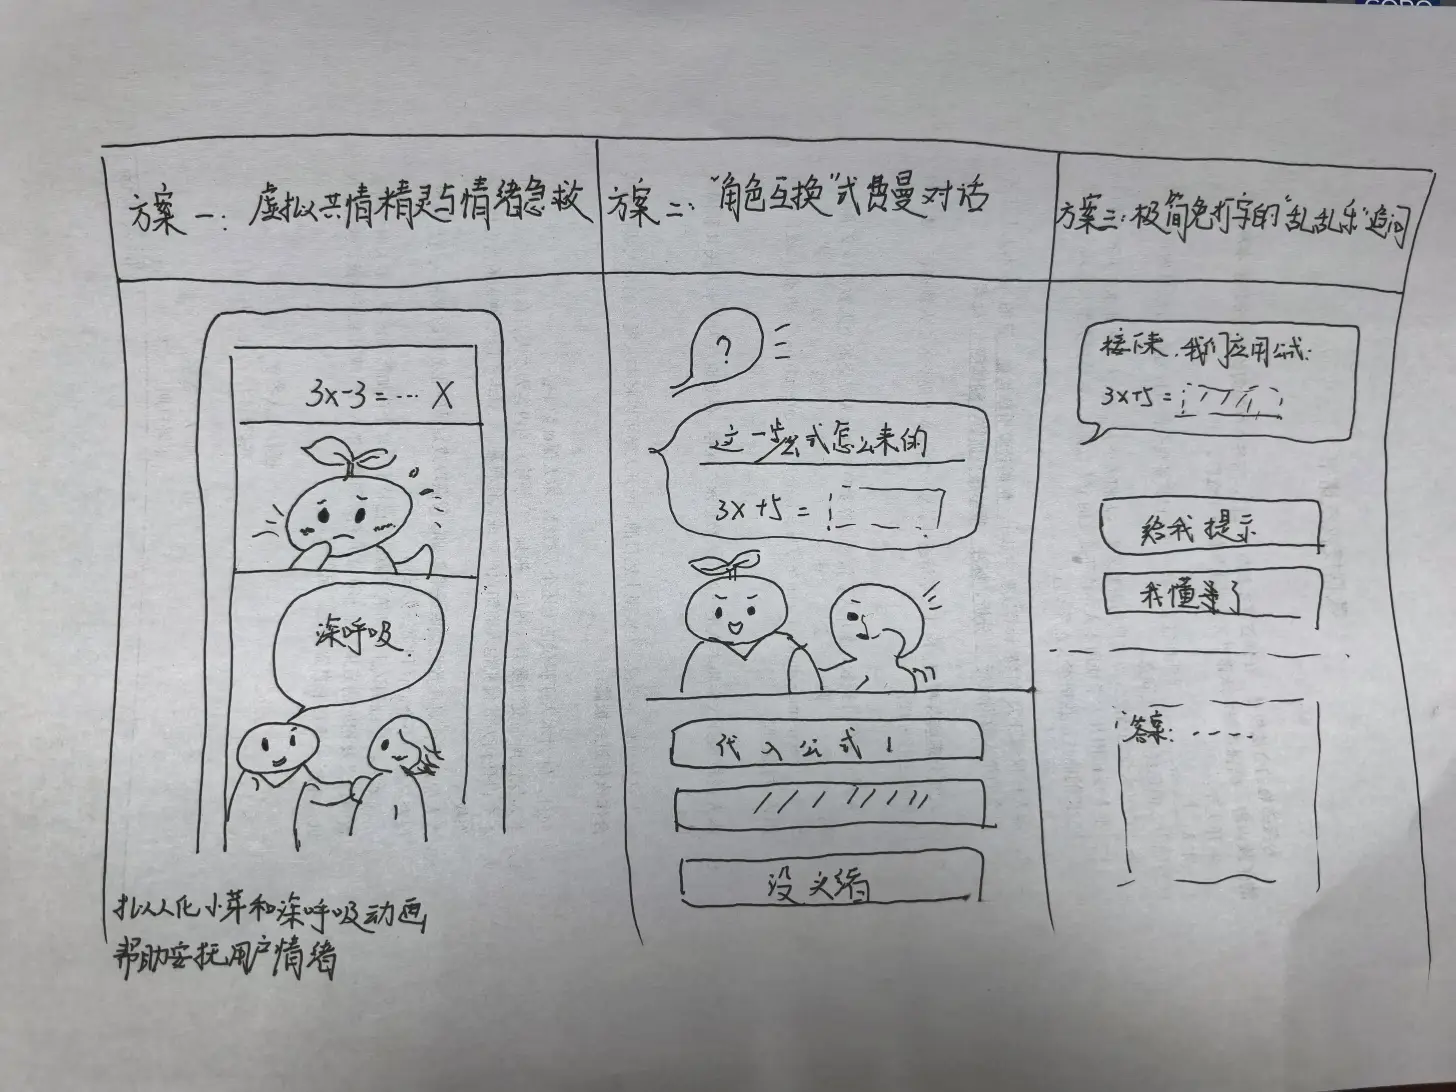 方案一：虚拟共情精灵与情绪急救
方案二："角色互换"式费曼对话
方案三：极简免打字的"乱乱乐"追问
3x-3=… X
深呼吸
拟人化小芽和深呼吸动画
帮助安抚用户情绪
?
这一步公式怎么来的
3x+5=
代入公式！
没头绪
接下来，我们应用公式：
3x+5=
给我提示
我懂了
答案：